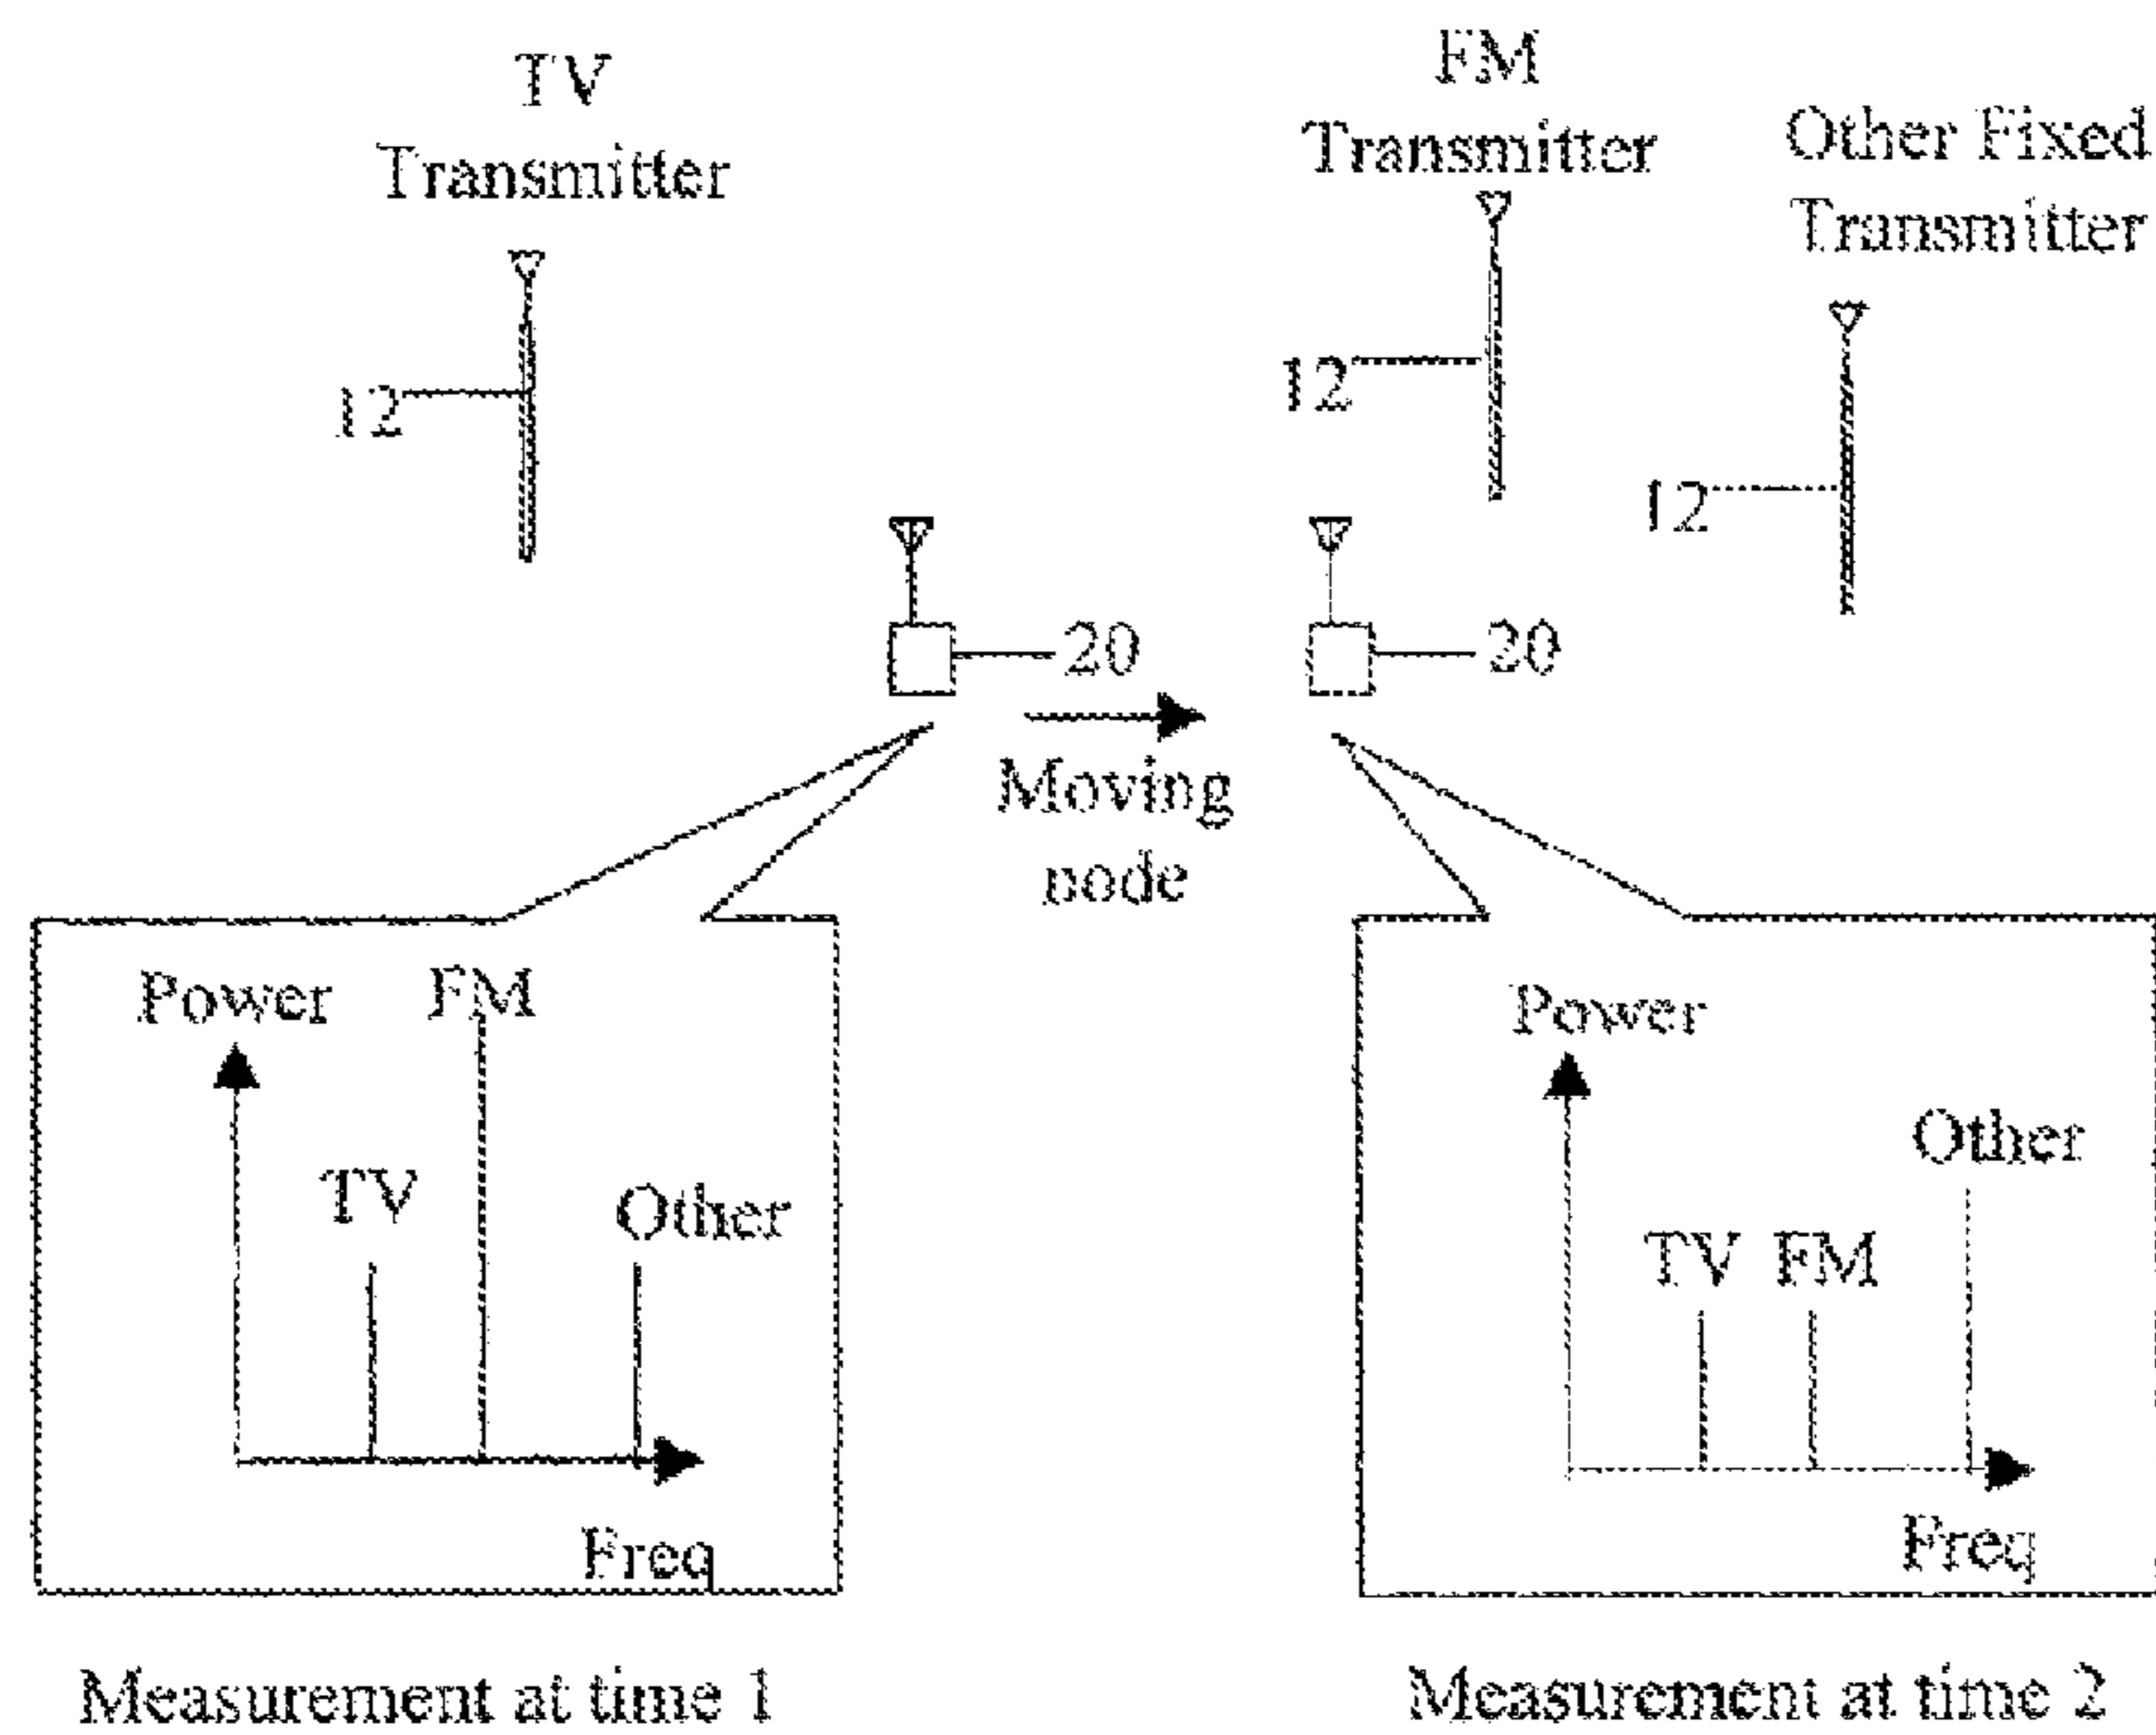 TV
Transmitter
FM
Transmitter
Other Fixed
Transmitter
12
12
12
20
20
Moving
node
Power
FM
TV
Other
Freq
Power
Other
TV FM
Freq
Measurement at time 1
Measurement at time 2